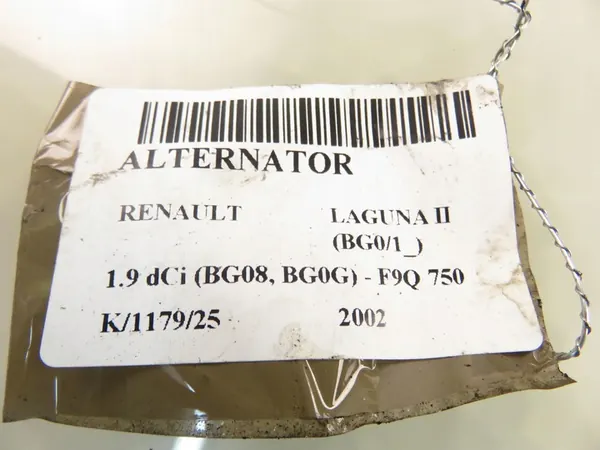 ALTERNATOR
RENAULT LAGUNA II
(BG0/1_)
1.9 dCi (BG08, BG0G) - F9Q 750
K/1179/25 2002